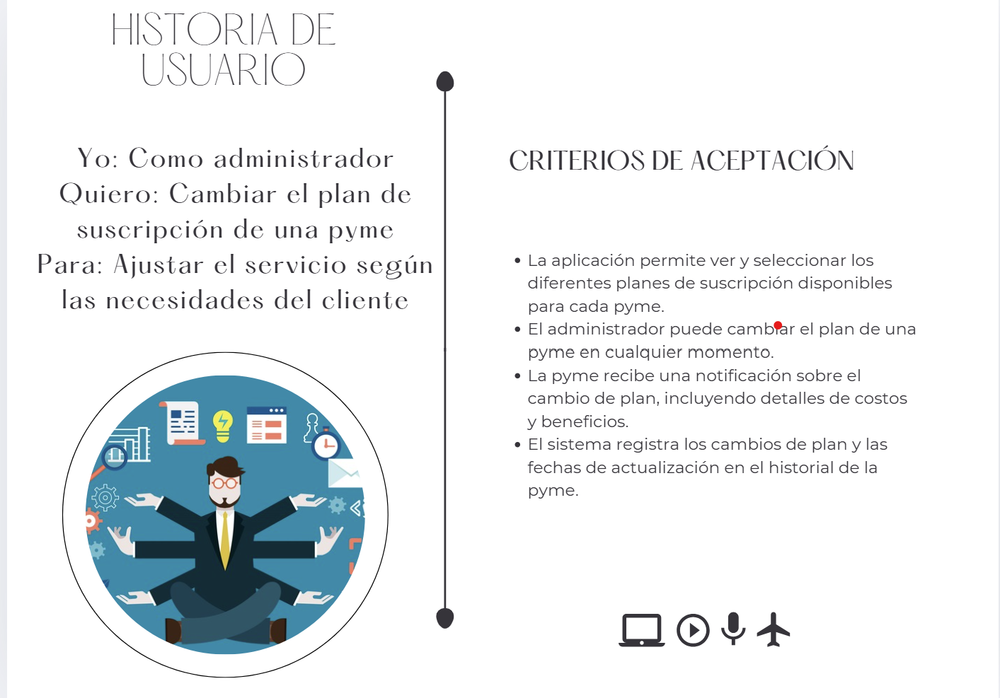 HISTORIA DE
USUARIO
Yo: Como administrador
Quiero: Cambiar el plan de
suscripción de una pyme
Para: Ajustar el servicio según
las necesidades del cliente
CRITERIOS DE ACEPTACIÓN
• La aplicación permite ver y seleccionar los
diferentes planes de suscripción disponibles
para cada pyme.
• El administrador puede cambiar el plan de una
pyme en cualquier momento.
• La pyme recibe una notificación sobre el
cambio de plan, incluyendo detalles de costos
y beneficios.
• El sistema registra los cambios de plan y las
fechas de actualización en el historial de la
pyme.